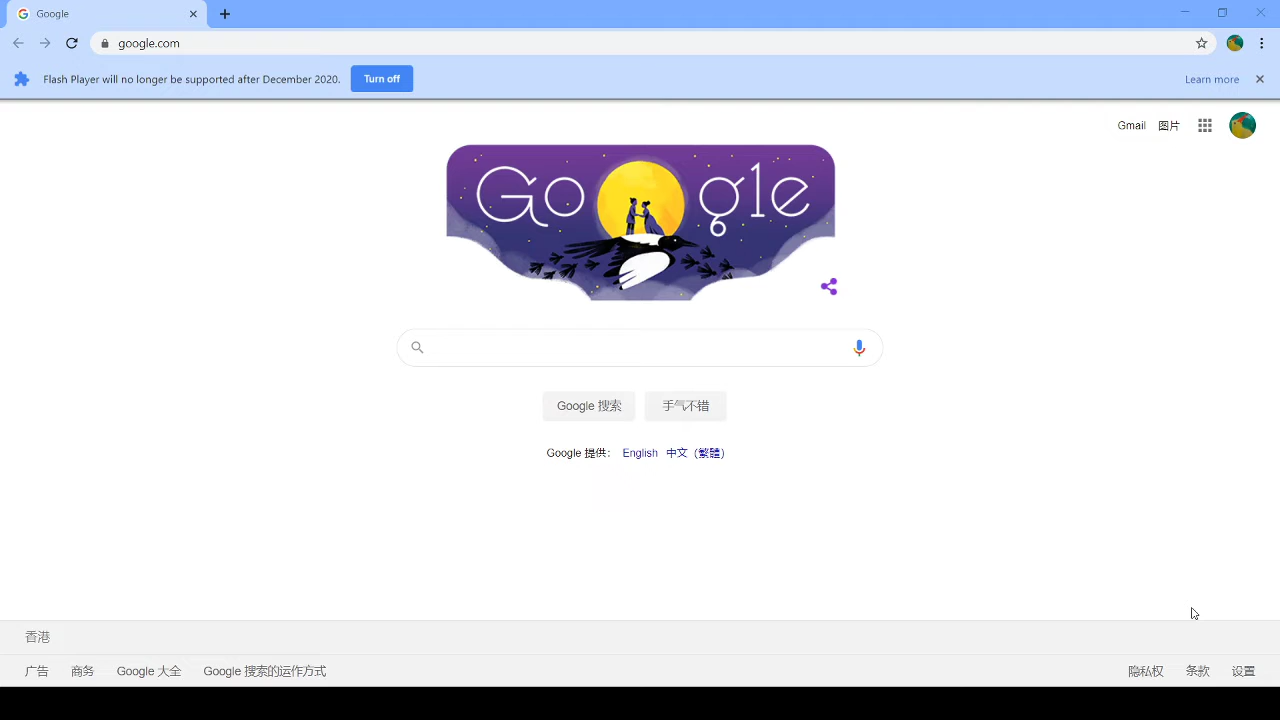 Google
google.com
Flash Player will no longer be supported after December 2020. Turn off Learn more
Gmail 图片
Google
Google 搜索 手气不错
Google 提供： English 中文（繁體）
香港
广告 商务 Google 大全 Google 搜索的运作方式 隐私权 条款 设置